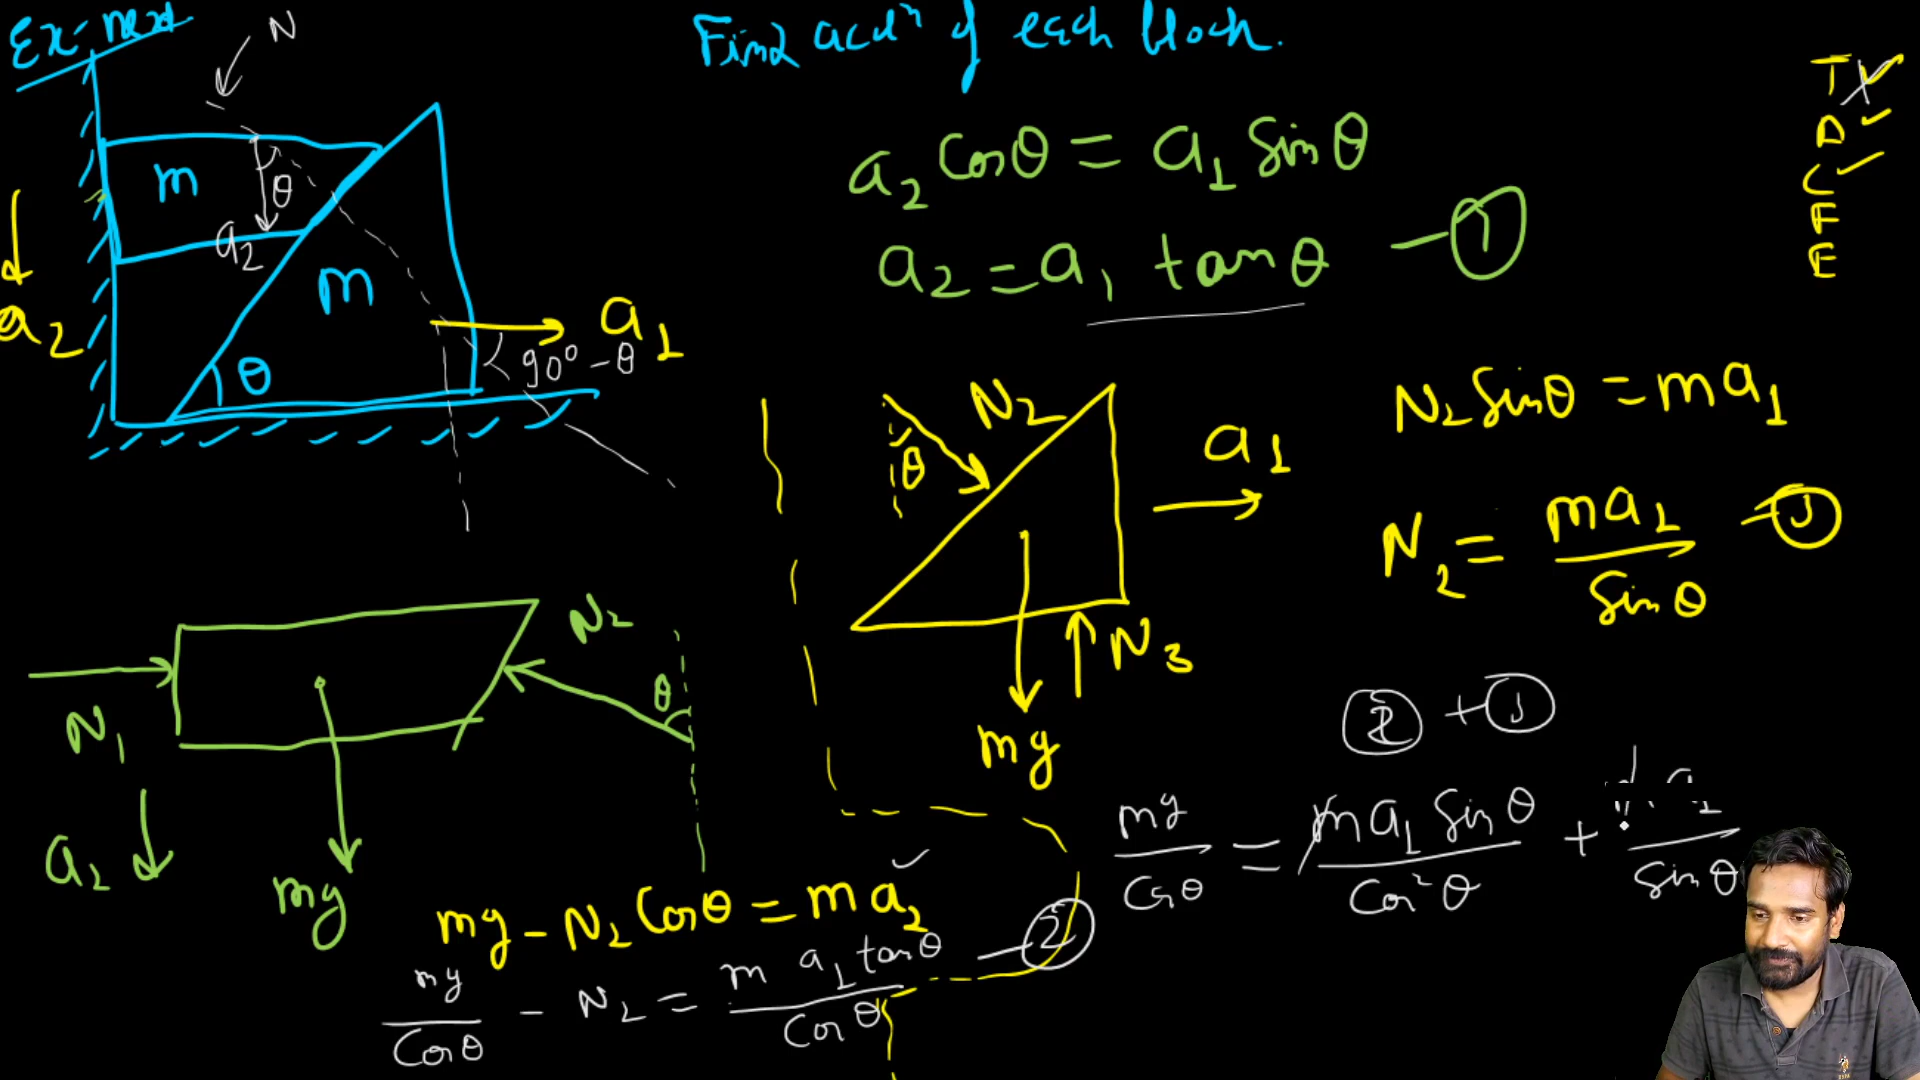 Ex-next
N
Find accⁿ of each block.
T
D
C
F
E
m
θ
a₂
m
θ
a₂
a₁
90° - θ
a₂ Cosθ = a₁ Sinθ
a₂ = a₁ tanθ - ①
N₂
θ
a₁
N₃
mg
N₂ Sinθ = ma₁
N₂ = ma₁ / Sinθ - ③
N₂
θ
N₁
a₂
mg
mg - N₂ Cosθ = ma₂
mg / Cosθ - N₂ = m a₁ tanθ / Cosθ - ②
② + ③
mg / Cosθ = ma₁ Sinθ / Cos²θ + a₁ / Sinθ